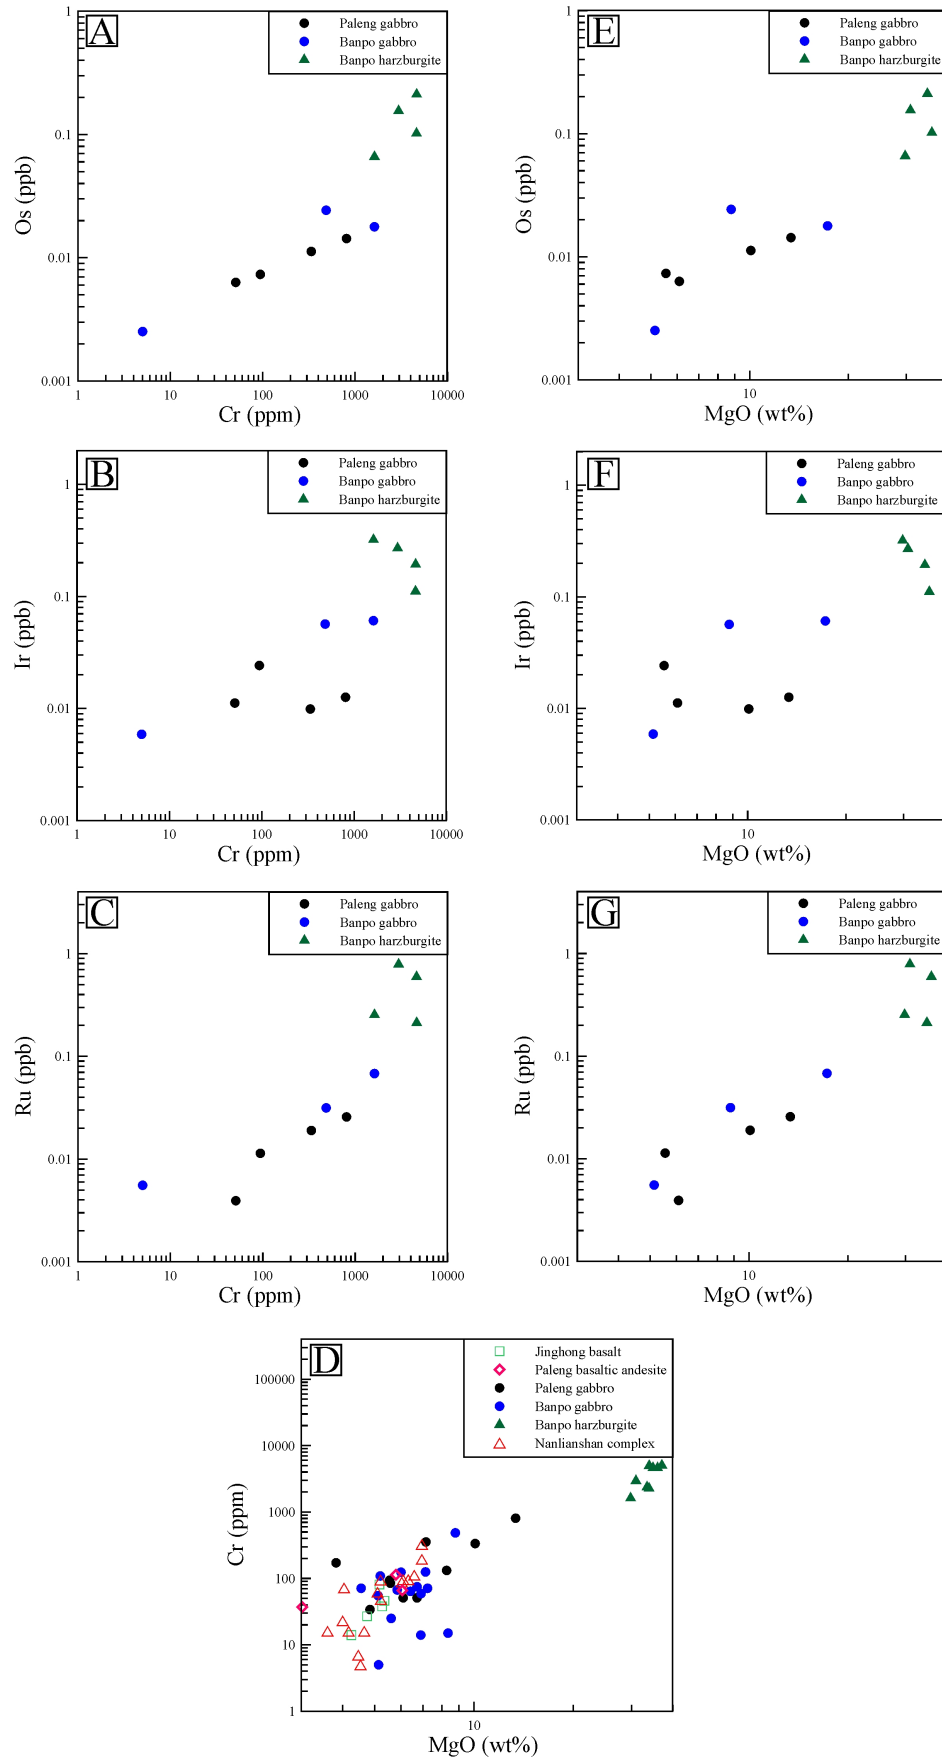 A
Paleng gabbro
Banpo gabbro
Banpo harzburgite
1
0.1
0.01
0.001
Os (ppb)
1
10
100
1000
10000
Cr (ppm)
E
Paleng gabbro
Banpo gabbro
Banpo harzburgite
1
0.1
0.01
0.001
Os (ppb)
10
MgO (wt%)
B
Paleng gabbro
Banpo gabbro
Banpo harzburgite
1
0.1
0.01
0.001
Ir (ppb)
1
10
100
1000
10000
Cr (ppm)
F
Paleng gabbro
Banpo gabbro
Banpo harzburgite
1
0.1
0.01
0.001
Ir (ppb)
10
MgO (wt%)
C
Paleng gabbro
Banpo gabbro
Banpo harzburgite
1
0.1
0.01
0.001
Ru (ppb)
1
10
100
1000
10000
Cr (ppm)
G
Paleng gabbro
Banpo gabbro
Banpo harzburgite
1
0.1
0.01
0.001
Ru (ppb)
10
MgO (wt%)
D
Jinghong basalt
Paleng basaltic andesite
Paleng gabbro
Banpo gabbro
Banpo harzburgite
Nanlianshan complex
100000
10000
1000
100
10
1
Cr (ppm)
10
MgO (wt%)